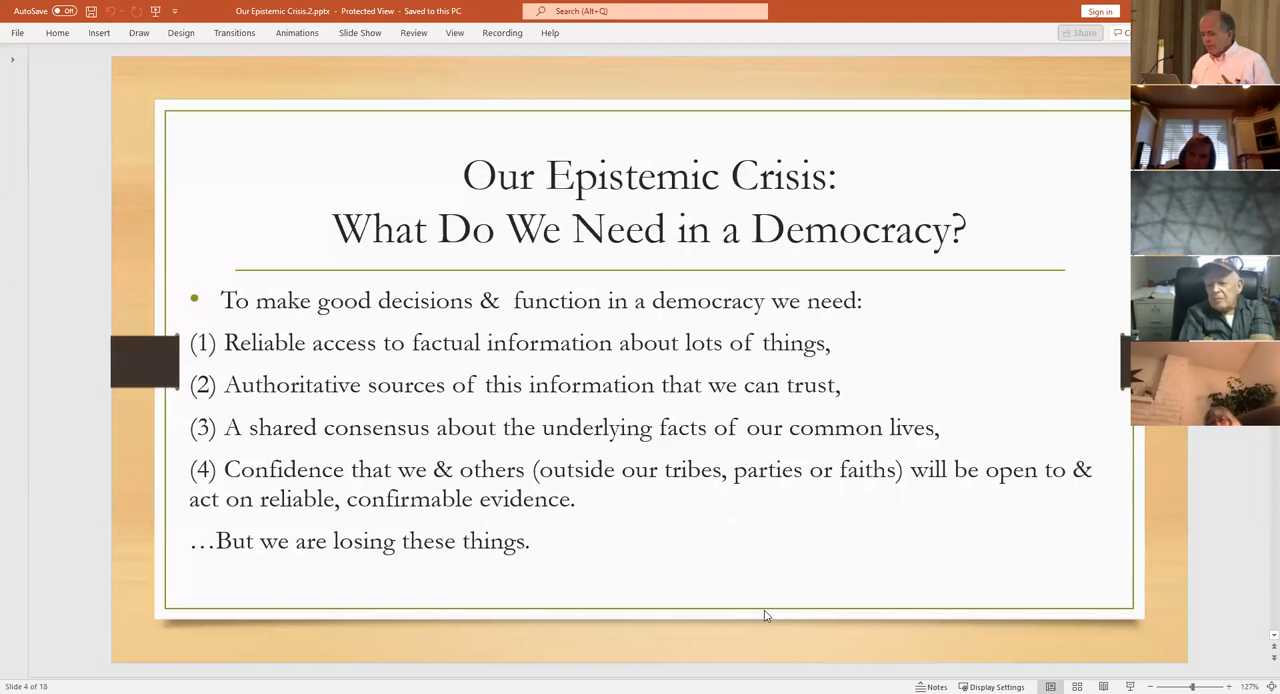 AutoSave Off
Our Epistemic Crisis.2.pptx - Protected View - Saved to this PC
Search (Alt+Q)
Sign in
File Home Insert Draw Design Transitions Animations Slide Show Review View Recording Help
Share
Our Epistemic Crisis:
What Do We Need in a Democracy?
• To make good decisions & function in a democracy we need:
(1) Reliable access to factual information about lots of things,
(2) Authoritative sources of this information that we can trust,
(3) A shared consensus about the underlying facts of our common lives,
(4) Confidence that we & others (outside our tribes, parties or faiths) will be open to &
act on reliable, confirmable evidence.
…But we are losing these things.
Slide 4 of 18
Notes
Display Settings
127%